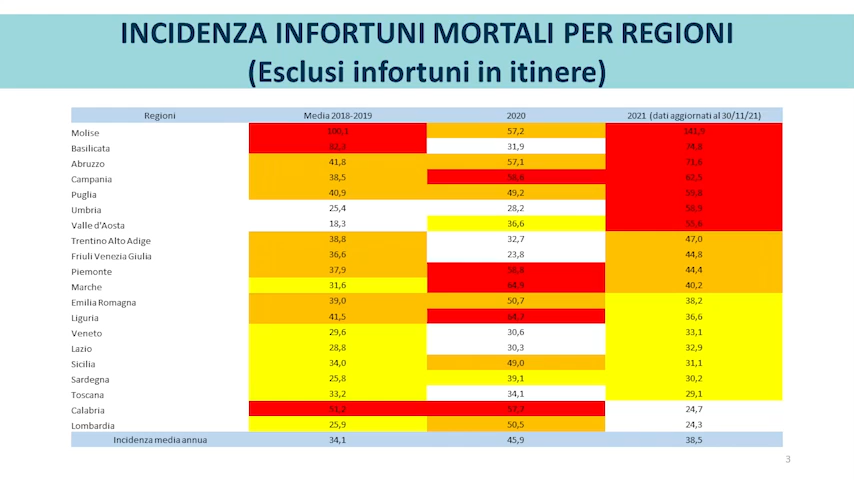 INCIDENZA INFORTUNI MORTALI PER REGIONI
(Esclusi infortuni in itinere)
Regioni Media 2018-2019 2020 2021 (dati aggiornati al 30/11/21)
Molise 100,1 57,2 141,9
Basilicata 82,3 31,9 74,8
Abruzzo 41,8 57,1 71,6
Campania 38,5 58,6 62,5
Puglia 40,9 49,2 59,8
Umbria 25,4 28,2 58,9
Valle d'Aosta 18,3 36,6 55,6
Trentino Alto Adige 38,8 32,7 47,0
Friuli Venezia Giulia 36,6 23,8 44,8
Piemonte 37,9 58,8 44,4
Marche 31,6 64,9 40,2
Emilia Romagna 39,0 50,7 38,2
Liguria 41,5 64,7 36,6
Veneto 29,6 30,6 33,1
Lazio 28,8 30,3 32,9
Sicilia 34,0 49,0 31,1
Sardegna 25,8 39,1 30,2
Toscana 33,2 34,1 29,1
Calabria 51,2 57,7 24,7
Lombardia 25,9 50,5 24,3
Incidenza media annua 34,1 45,9 38,5
3